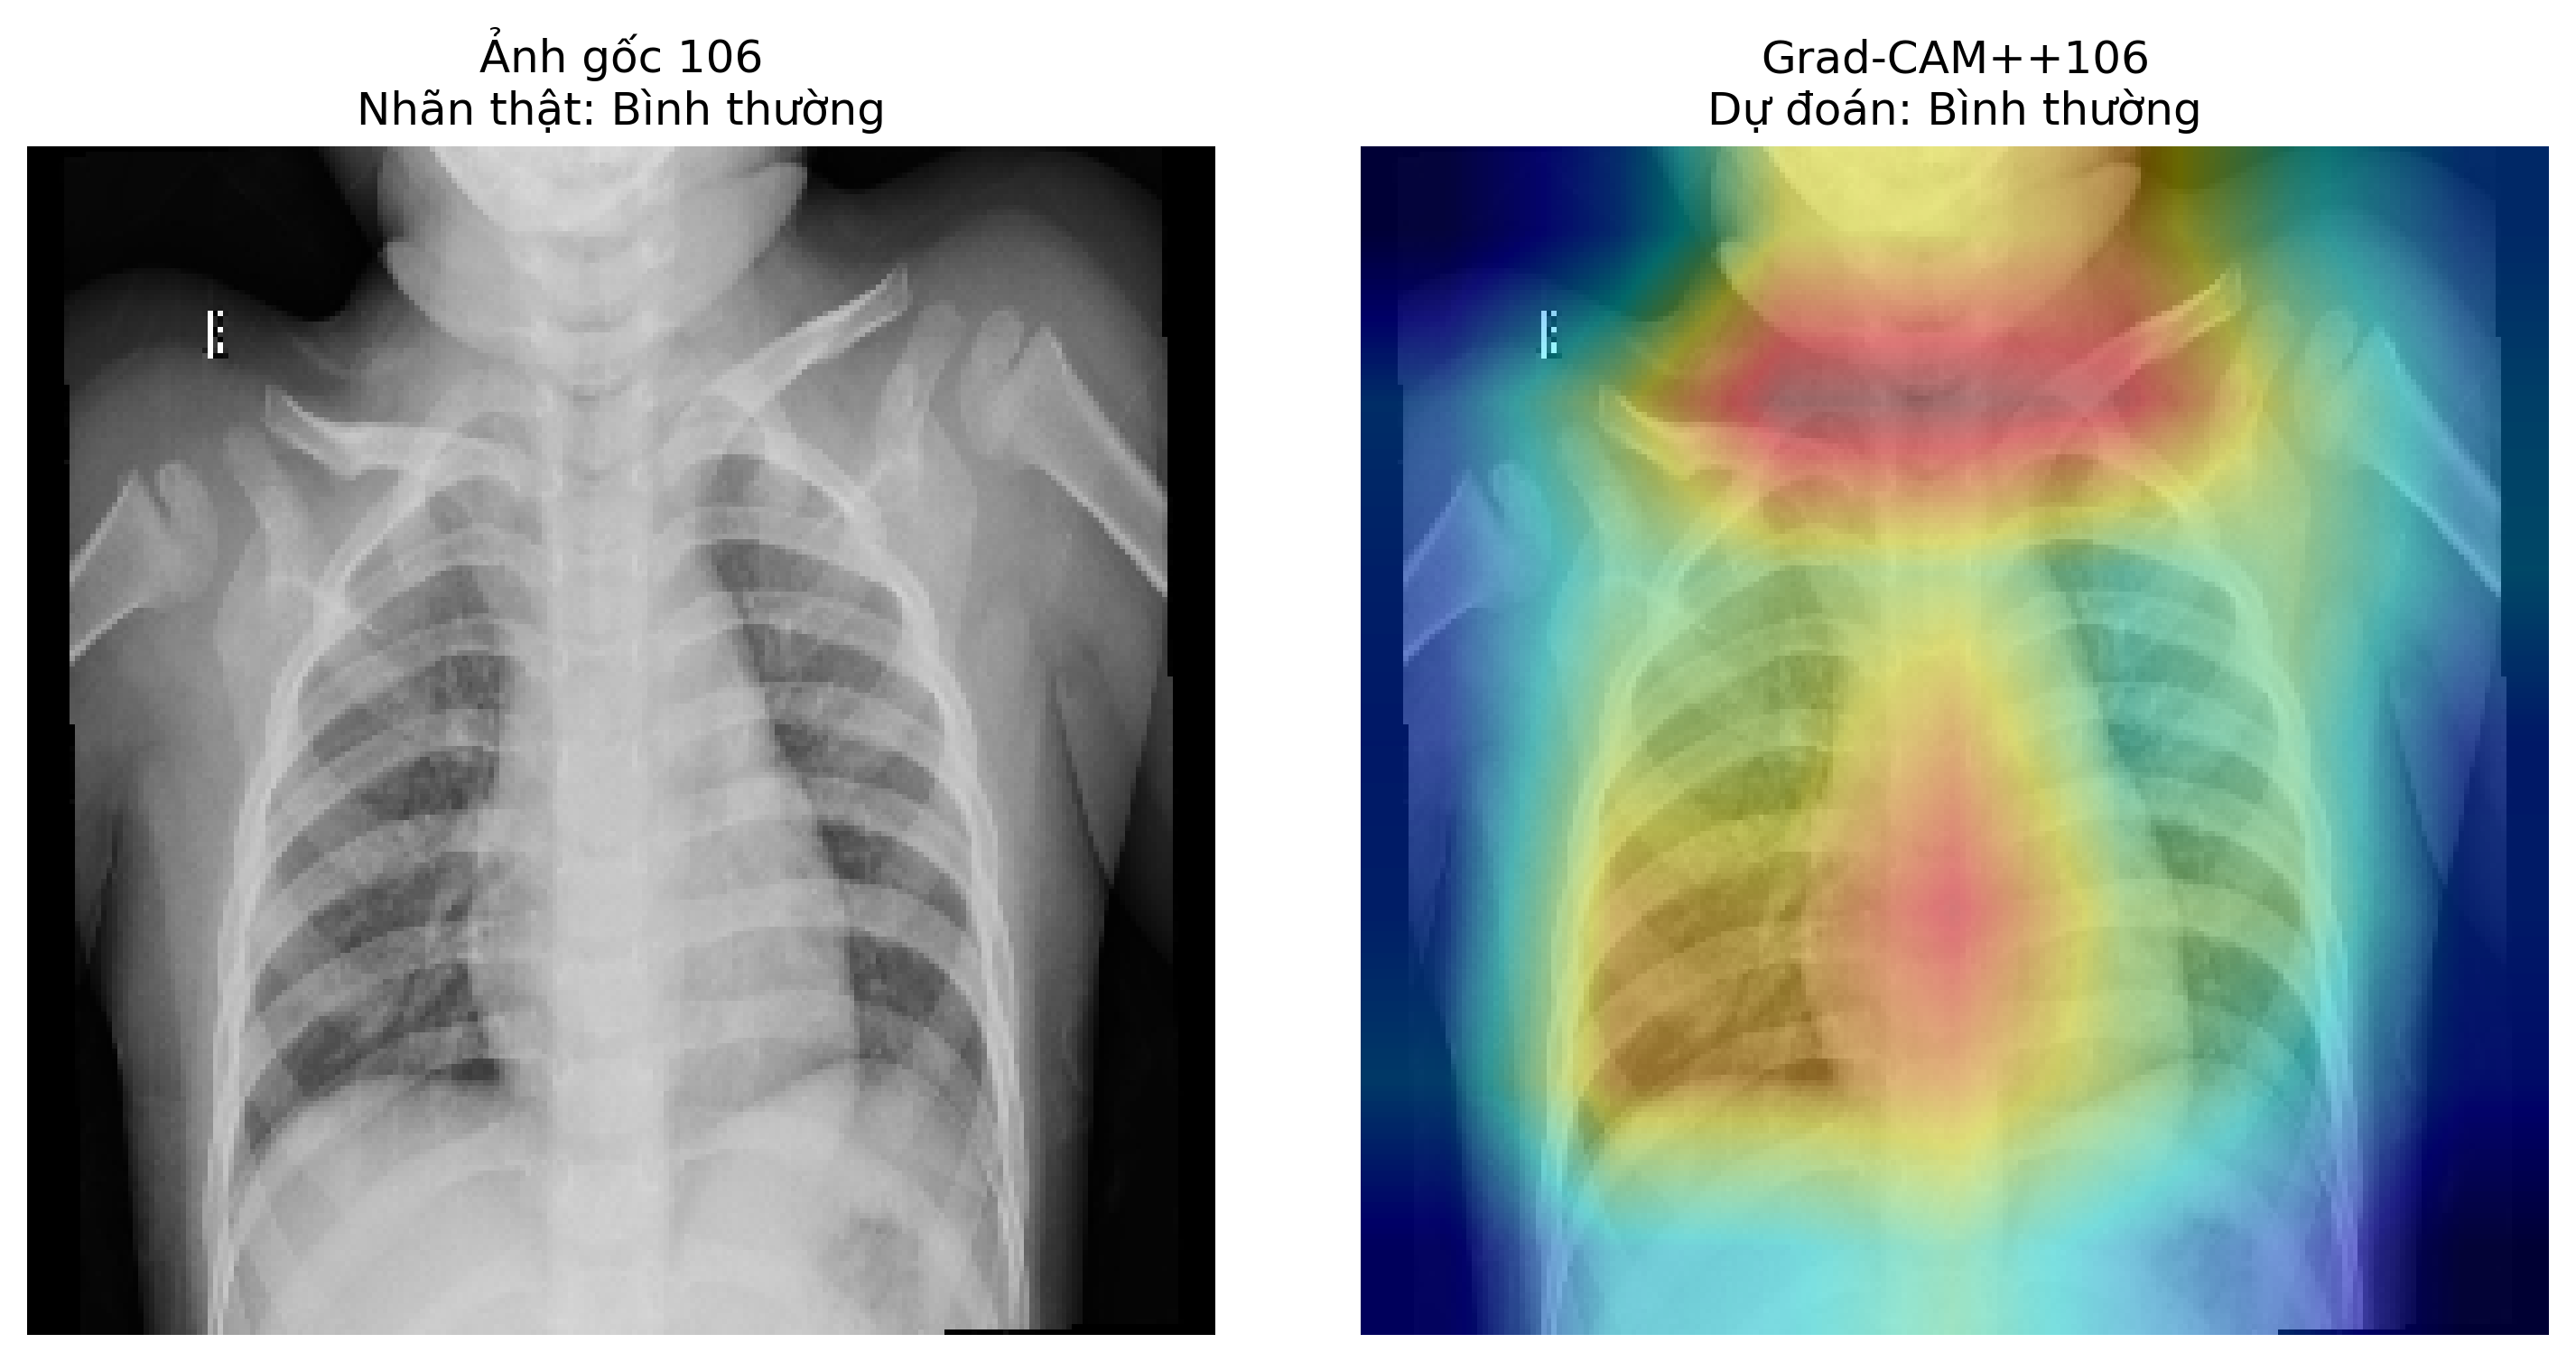 Ảnh gốc 106
Nhãn thật: Bình thường
Grad-CAM++106
Dự đoán: Bình thường